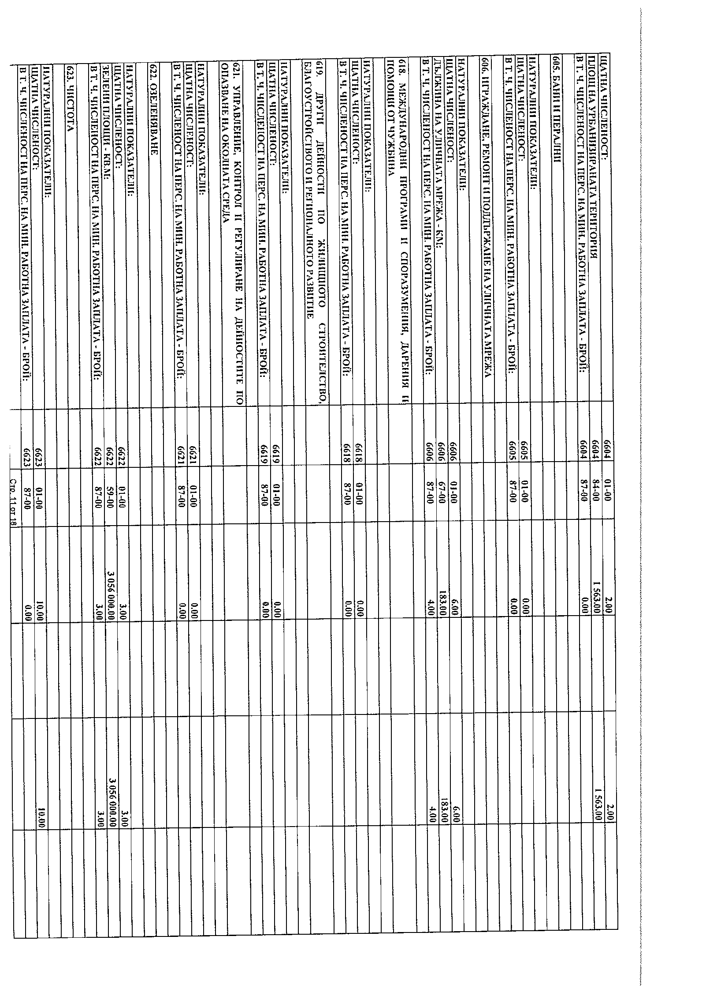 ЩАТНА ЧИСЛЕНОСТ: 6604 01-00 2.00 2.00
ПЛОЩ НА УРБАНИЗИРАНАТА ТЕРИТОРИЯ 6604 84-00 1 563.00 1 563.00
В Т. Ч. ЧИСЛЕНОСТ НА ПЕРС. НА МИН. РАБОТНА ЗАПЛАТА - БРОЙ: 6604 87-00 0.00
605. БАНИ И ПЕРАЛНИ
НАТУРАЛНИ ПОКАЗАТЕЛИ:
ЩАТНА ЧИСЛЕНОСТ: 6605 01-00 0.00
В Т. Ч. ЧИСЛЕНОСТ НА ПЕРС. НА МИН. РАБОТНА ЗАПЛАТА - БРОЙ: 6605 87-00 0.00
606. ИГРАЖДАНЕ, РЕМОНТ И ПОДДЪРЖАНЕ НА УЛИЧНАТА МРЕЖА
НАТУРАЛНИ ПОКАЗАТЕЛИ:
ЩАТНА ЧИСЛЕНОСТ: 6606 01-00 6.00 6.00
ДЪЛЖИНА НА УЛИЧНАТА МРЕЖА - КМ: 6606 67-00 183.00 183.00
В Т. Ч. ЧИСЛЕНОСТ НА ПЕРС. НА МИН. РАБОТНА ЗАПЛАТА - БРОЙ: 6606 87-00 4.00 4.00
618. МЕЖДУНАРОДНИ ПРОГРАМИ И СПОРАЗУМЕНИЯ, ДАРЕНИЯ И
ПОМОЩИ ОТ ЧУЖБИНА
НАТУРАЛНИ ПОКАЗАТЕЛИ:
ЩАТНА ЧИСЛЕНОСТ: 6618 01-00 0.00
В Т. Ч. ЧИСЛЕНОСТ НА ПЕРС. НА МИН. РАБОТНА ЗАПЛАТА - БРОЙ: 6618 87-00 0.00
619. ДРУГИ ДЕЙНОСТИ ПО ЖИЛИЩНОТО СТРОИТЕЛСТВО,
БЛАГОУСТРОЙСТВОТО И РЕГИОНАЛНОТО РАЗВИТИЕ
НАТУРАЛНИ ПОКАЗАТЕЛИ:
ЩАТНА ЧИСЛЕНОСТ: 6619 01-00 0.00
В Т. Ч. ЧИСЛЕНОСТ НА ПЕРС. НА МИН. РАБОТНА ЗАПЛАТА - БРОЙ: 6619 87-00 0.00
621. УПРАВЛЕНИЕ, КОНТРОЛ И РЕГУЛИРАНЕ НА ДЕЙНОСТИТЕ ПО
ОПАЗВАНЕ НА ОКОЛНАТА СРЕДА
НАТУРАЛНИ ПОКАЗАТЕЛИ:
ЩАТНА ЧИСЛЕНОСТ: 6621 01-00 0.00
В Т. Ч. ЧИСЛЕНОСТ НА ПЕРС. НА МИН. РАБОТНА ЗАПЛАТА - БРОЙ: 6621 87-00 0.00
622. ОЗЕЛЕНЯВАНЕ
НАТУРАЛНИ ПОКАЗАТЕЛИ:
ЩАТНА ЧИСЛЕНОСТ: 6622 01-00 3.00 3.00
ЗЕЛЕНИ ПЛОЩИ - КВ.М: 6622 59-00 3 056 000.00 3 056 000.00
В Т. Ч. ЧИСЛЕНОСТ НА ПЕРС. НА МИН. РАБОТНА ЗАПЛАТА - БРОЙ: 6622 87-00 3.00 3.00
623. ЧИСТОТА
НАТУРАЛНИ ПОКАЗАТЕЛИ:
ЩАТНА ЧИСЛЕНОСТ: 6623 01-00 10.00 10.00
В Т. Ч. ЧИСЛЕНОСТ НА ПЕРС. НА МИН. РАБОТНА ЗАПЛАТА - БРОЙ: 6623 87-00 0.00
Стр. 11 от 18